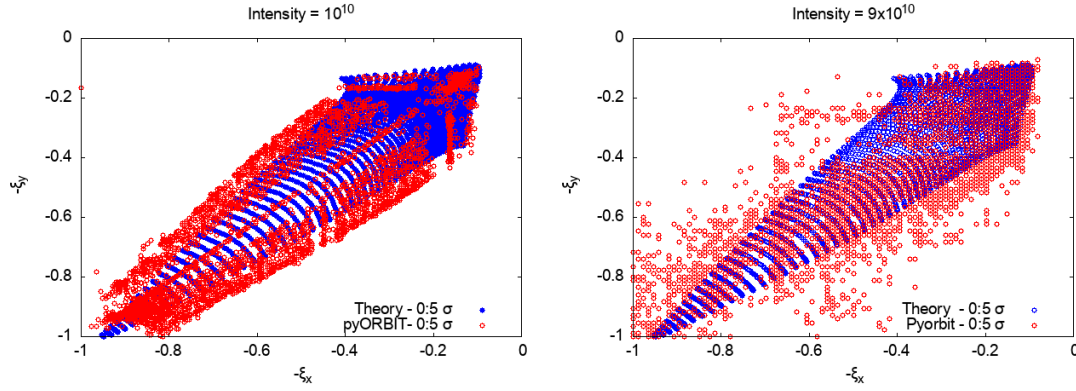 Intensity = 10¹⁰
0
-0.2
-0.4
-0.6
-0.8
-1
-ξy
-1
-0.8
-0.6
-0.4
-0.2
0
-ξx
Theory - 0:5 σ
pyORBIT- 0:5 σ
Intensity = 9x10¹⁰
0
-0.2
-0.4
-0.6
-0.8
-1
-ξy
-1
-0.8
-0.6
-0.4
-0.2
0
-ξx
Theory - 0:5 σ
Pyorbit - 0:5 σ